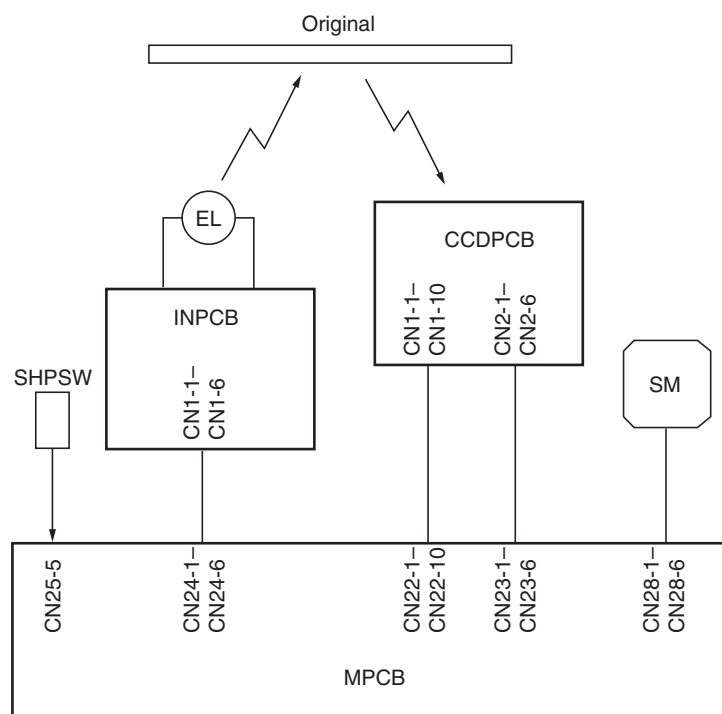 Original
EL
CCDPCB
INPCB
CN1-1–
CN1-10
CN2-1–
CN2-6
SHPSW
CN1-1–
CN1-6
SM
CN25-5
CN24-1–
CN24-6
CN22-1–
CN22-10
CN23-1–
CN23-6
CN28-1–
CN28-6
MPCB